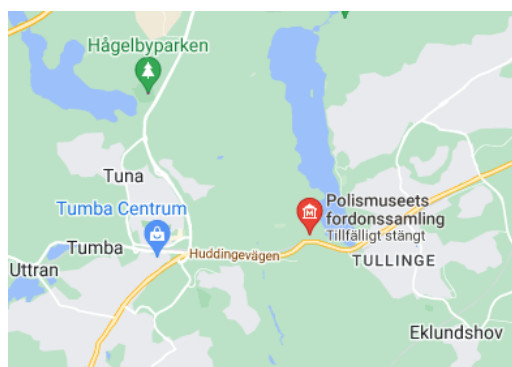 Hågelbyparken
Tuna
Tumba Centrum
Tumba
Uttran
Huddingevägen
Polismuseets
fordonssamling
Tillfälligt stängt
TULLINGE
Eklundshov